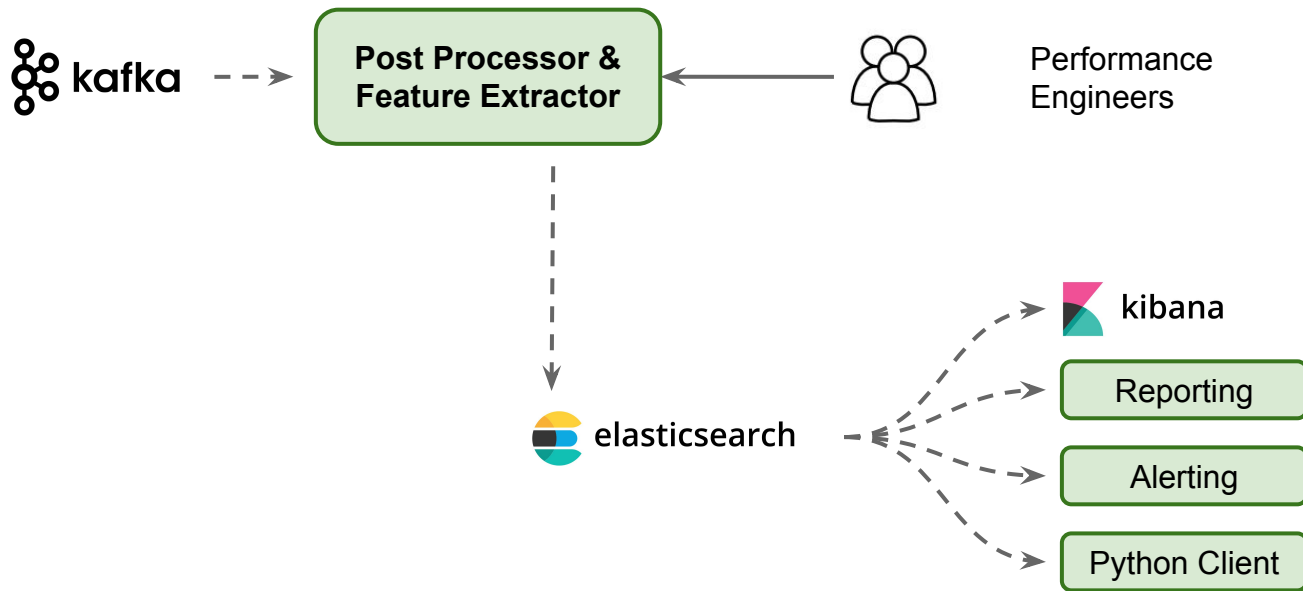 kafka
Post Processor &
Feature Extractor
Performance
Engineers
kibana
Reporting
elasticsearch
Alerting
Python Client